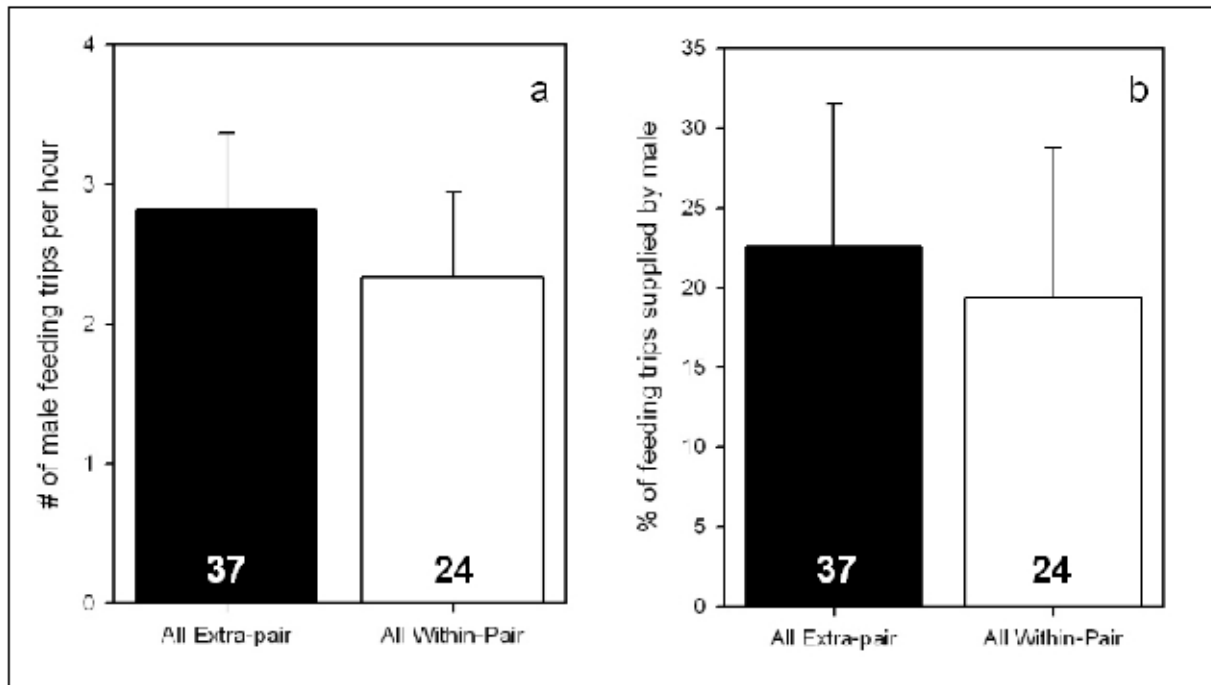 # of male feeding trips per hour
4
3
2
1
0
a
37
24
All Extra-pair
All Within-Pair
% of feeding trips supplied by male
35
30
25
20
15
10
5
0
b
37
24
All Extra-pair
All Within-Pair